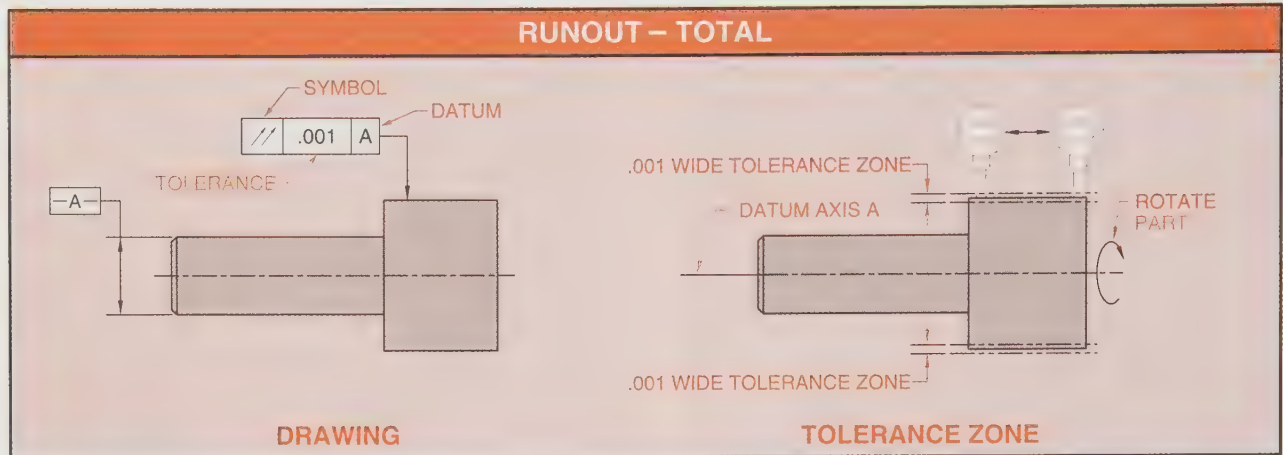 RUNOUT – TOTAL
SYMBOL
DATUM
.001 A
TOLERANCE
–A–
DRAWING
.001 WIDE TOLERANCE ZONE
DATUM AXIS A
ROTATE
PART
.001 WIDE TOLERANCE ZONE
TOLERANCE ZONE